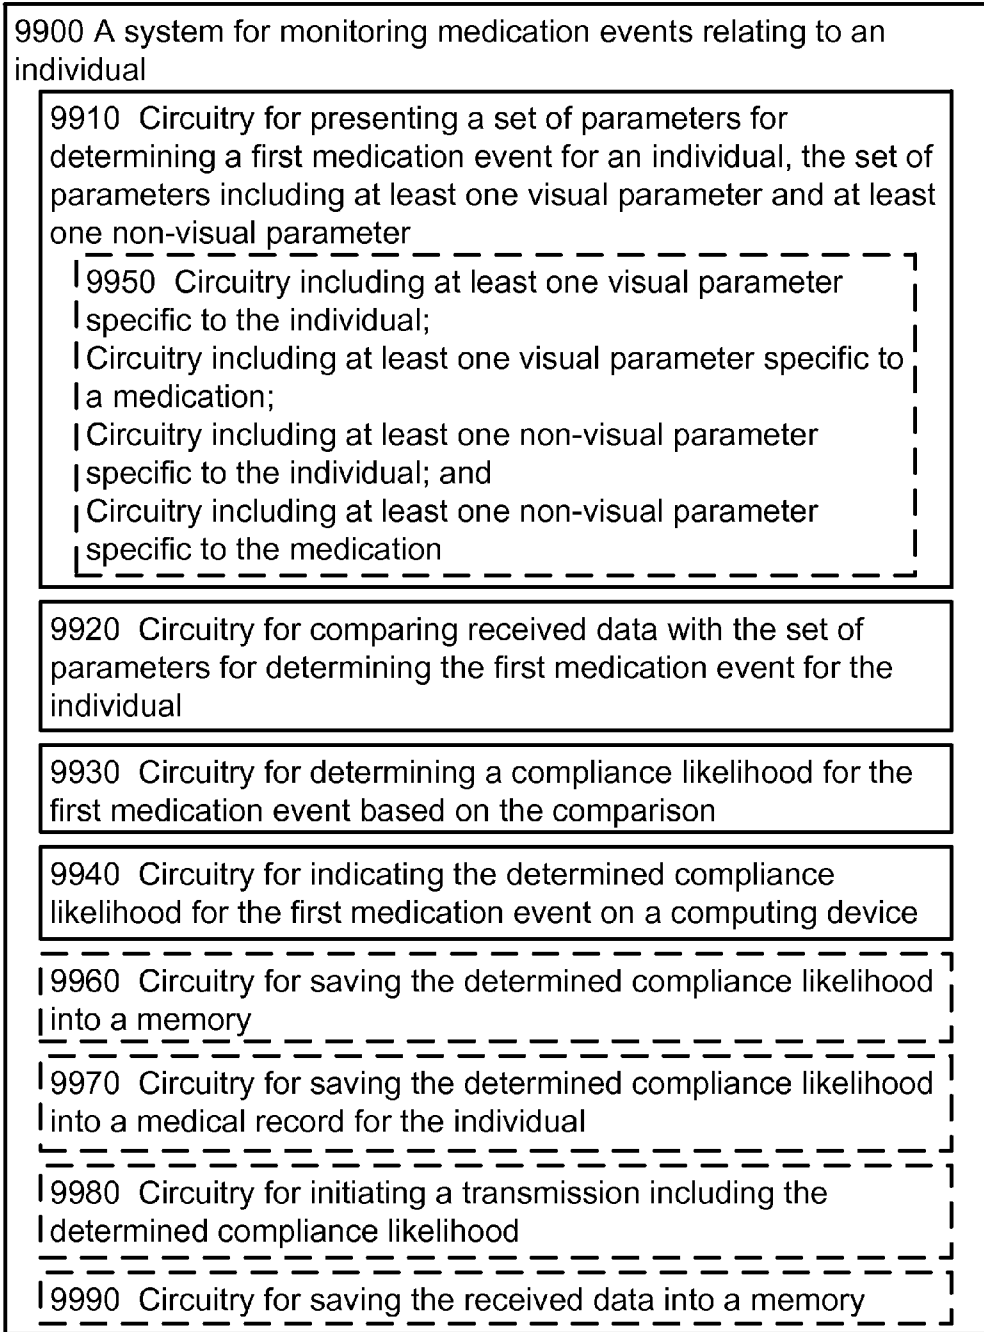 9900 A system for monitoring medication events relating to an
individual
9910 Circuitry for presenting a set of parameters for
determining a first medication event for an individual, the set of
parameters including at least one visual parameter and at least
one non-visual parameter
9950 Circuitry including at least one visual parameter
specific to the individual;
Circuitry including at least one visual parameter specific to
a medication;
Circuitry including at least one non-visual parameter
specific to the individual; and
Circuitry including at least one non-visual parameter
specific to the medication
9920 Circuitry for comparing received data with the set of
parameters for determining the first medication event for the
individual
9930 Circuitry for determining a compliance likelihood for the
first medication event based on the comparison
9940 Circuitry for indicating the determined compliance
likelihood for the first medication event on a computing device
9960 Circuitry for saving the determined compliance likelihood
into a memory
9970 Circuitry for saving the determined compliance likelihood
into a medical record for the individual
9980 Circuitry for initiating a transmission including the
determined compliance likelihood
9990 Circuitry for saving the received data into a memory